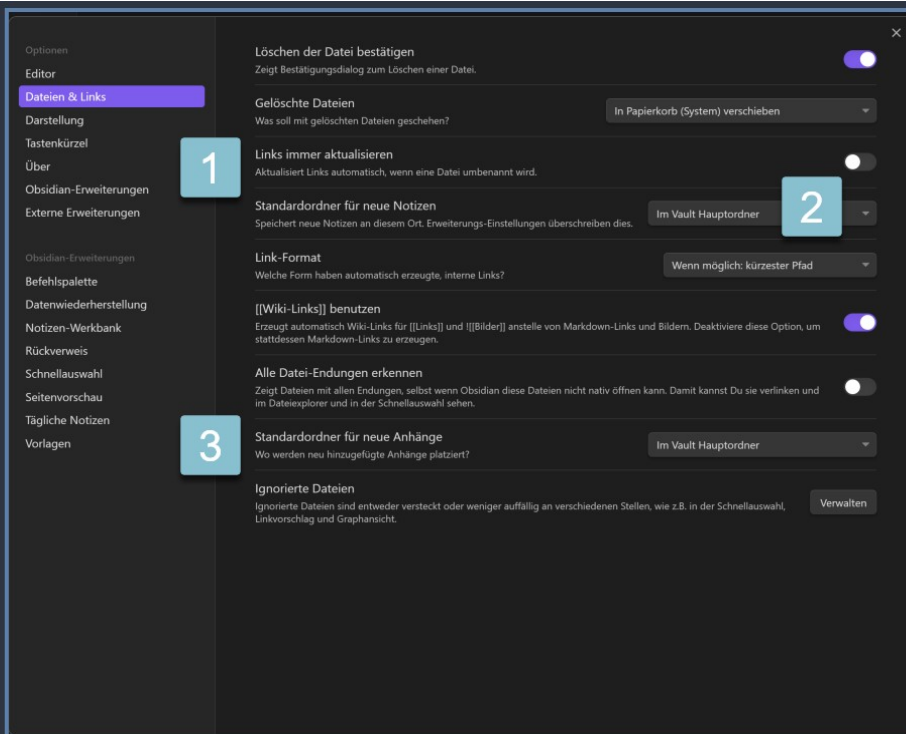 Optionen
Editor
Dateien & Links
Darstellung
Tastenkürzel
Über
Obsidian-Erweiterungen
Externe Erweiterungen
Obsidian-Erweiterungen
Befehlspalette
Datenwiederherstellung
Notizen-Werkbank
Rückverweis
Schnellauswahl
Seitenvorschau
Tägliche Notizen
Vorlagen
Löschen der Datei bestätigen
Zeigt Bestätigungsdialog zum Löschen einer Datei.
Gelöschte Dateien
Was soll mit gelöschten Dateien geschehen?
In Papierkorb (System) verschieben
1
Links immer aktualisieren
Aktualisiert Links automatisch, wenn eine Datei umbenannt wird.
Standardordner für neue Notizen
Speichert neue Notizen an diesem Ort. Erweiterungs-Einstellungen überschreiben dies.
Im Vault Hauptordner
2
Link-Format
Welche Form haben automatisch erzeugte, interne Links?
Wenn möglich: kürzester Pfad
[[Wiki-Links]] benutzen
Erzeugt automatisch Wiki-Links für [[Links]] und ![[Bilder]] anstelle von Markdown-Links und Bildern. Deaktiviere diese Option, um
stattdessen Markdown-Links zu erzeugen.
Alle Datei-Endungen erkennen
Zeigt Dateien mit allen Endungen, selbst wenn Obsidian diese Dateien nicht nativ öffnen kann. Damit kannst Du sie verlinken und
im Dateiexplorer und in der Schnellauswahl sehen.
3
Standardordner für neue Anhänge
Wo werden neu hinzugefügte Anhänge platziert?
Im Vault Hauptordner
Ignorierte Dateien
Ignorierte Dateien sind entweder versteckt oder weniger auffällig an verschiedenen Stellen, wie z.B. in der Schnellauswahl,
Linkvorschlag und Graphansicht.
Verwalten